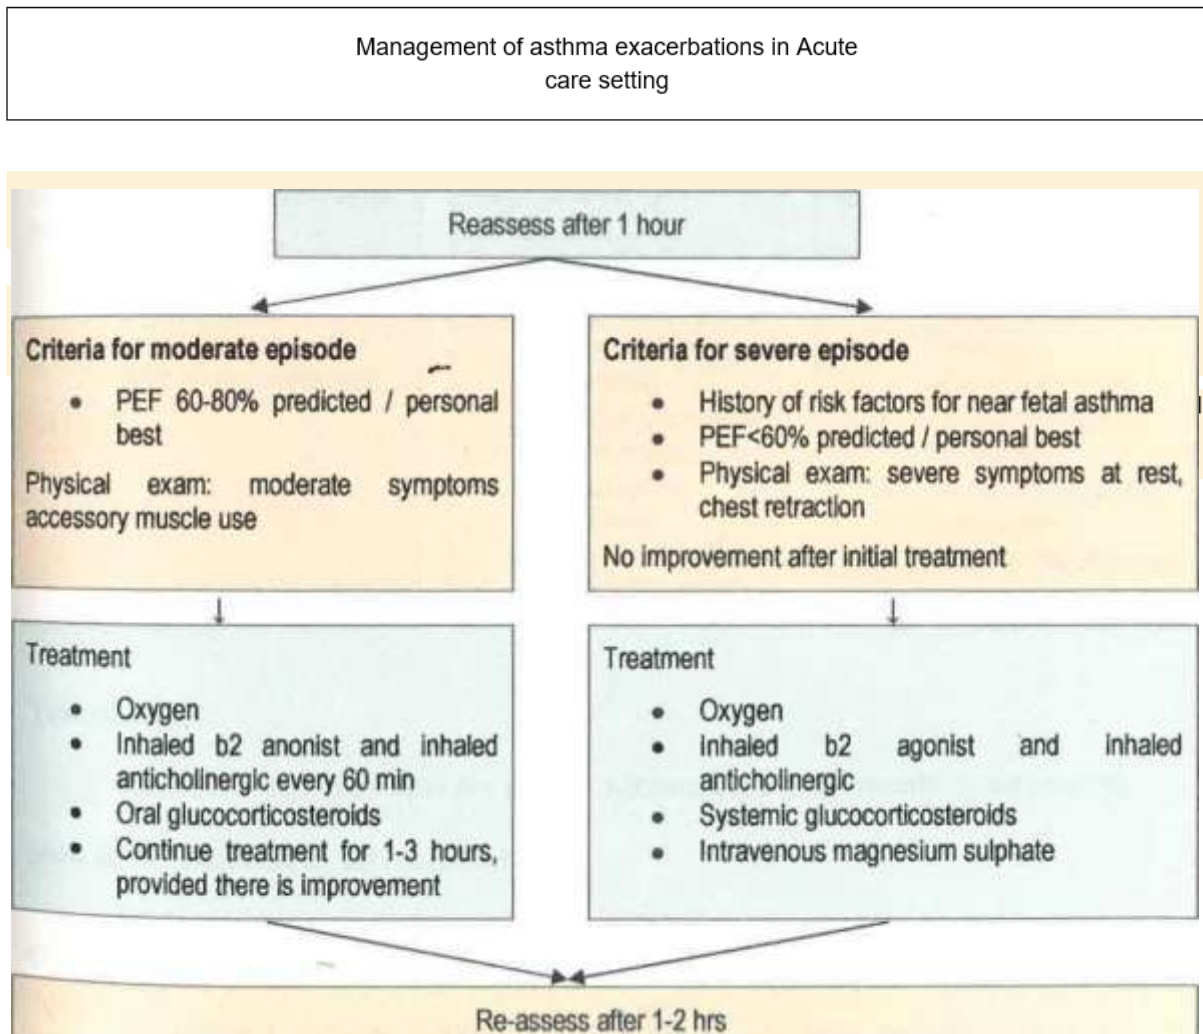 Management of asthma exacerbations in Acute
care setting
Reassess after 1 hour
Criteria for moderate episode
• PEF 60-80% predicted / personal
best
Physical exam: moderate symptoms
accessory muscle use
Criteria for severe episode
• History of risk factors for near fetal asthma
• PEF<60% predicted / personal best
• Physical exam: severe symptoms at rest,
chest retraction
No improvement after initial treatment
Treatment
• Oxygen
• Inhaled b2 anonist and inhaled
anticholinergic every 60 min
• Oral glucocorticosteroids
• Continue treatment for 1-3 hours,
provided there is improvement
Treatment
• Oxygen
• Inhaled b2 agonist and inhaled
anticholinergic
• Systemic glucocorticosteroids
• Intravenous magnesium sulphate
Re-assess after 1-2 hrs